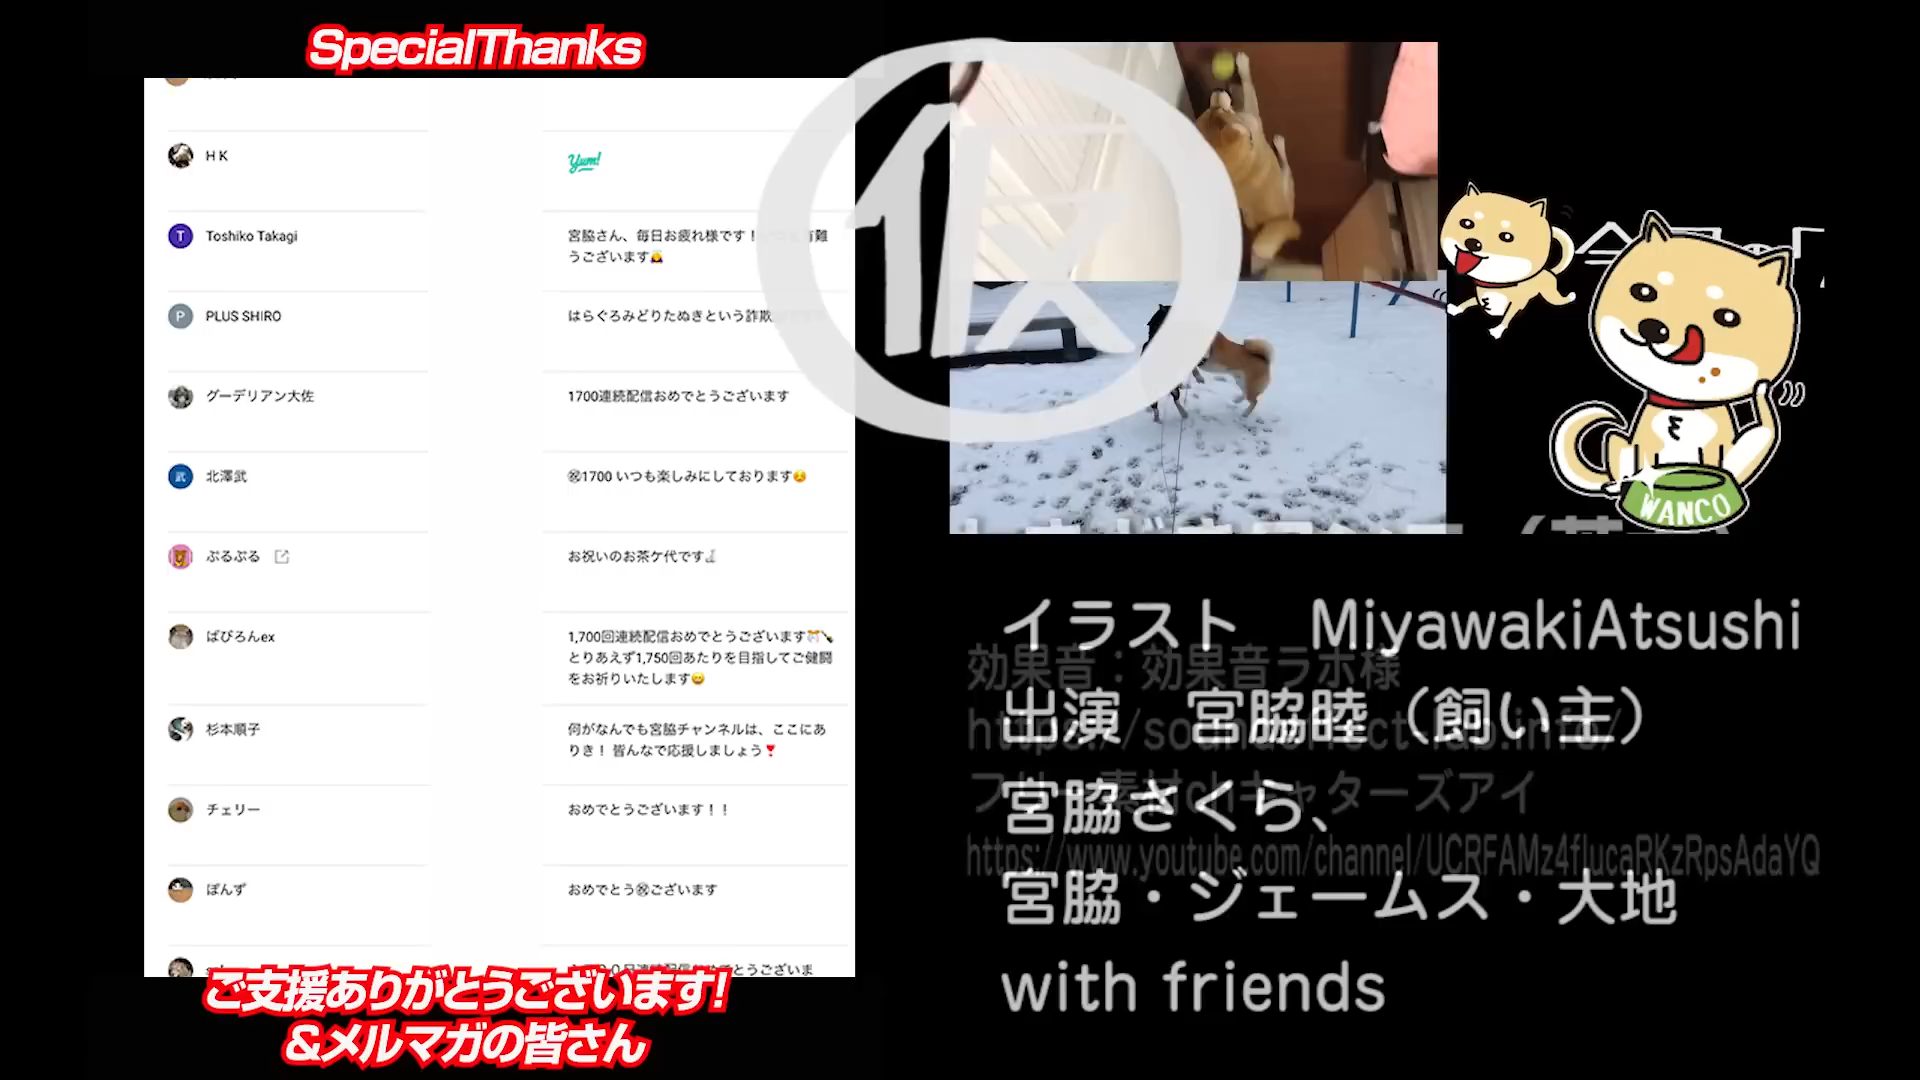 SpecialThanks
H K
Yum!
Toshiko Takagi
宮脇さん、毎日お疲れ様です！
うございます
PLUS SHIRO
はらぐろみどりたぬきという詐欺
グーデリアン大佐
1700連続配信おめでとうございます
武
北澤武
㊗1700 いつも楽しみにしております
ぷるぷる
お祝いのお茶ケ代です
ぱぴろんex
1,700回連続配信おめでとうございます
とりあえず1,750回あたりを目指してご健闘
をお祈りいたします
杉本順子
何がなんでも宮脇チャンネルは、ここにあ
りき！ 皆んなで応援しましょう
チェリー
おめでとうございます！！
ぽんず
おめでとう㊗ございます
ご支援ありがとうございます!
&メルマガの皆さん
仮
WANCO
イラスト　MiyawakiAtsushi
効果音：効果音ラボ様
出演　宮脇睦（飼い主）
宮脇さくら、
https://www.youtube.com/channel/UCRFAMz4flucaRKzRpsAdaYQ
宮脇・ジェームス・大地
with friends